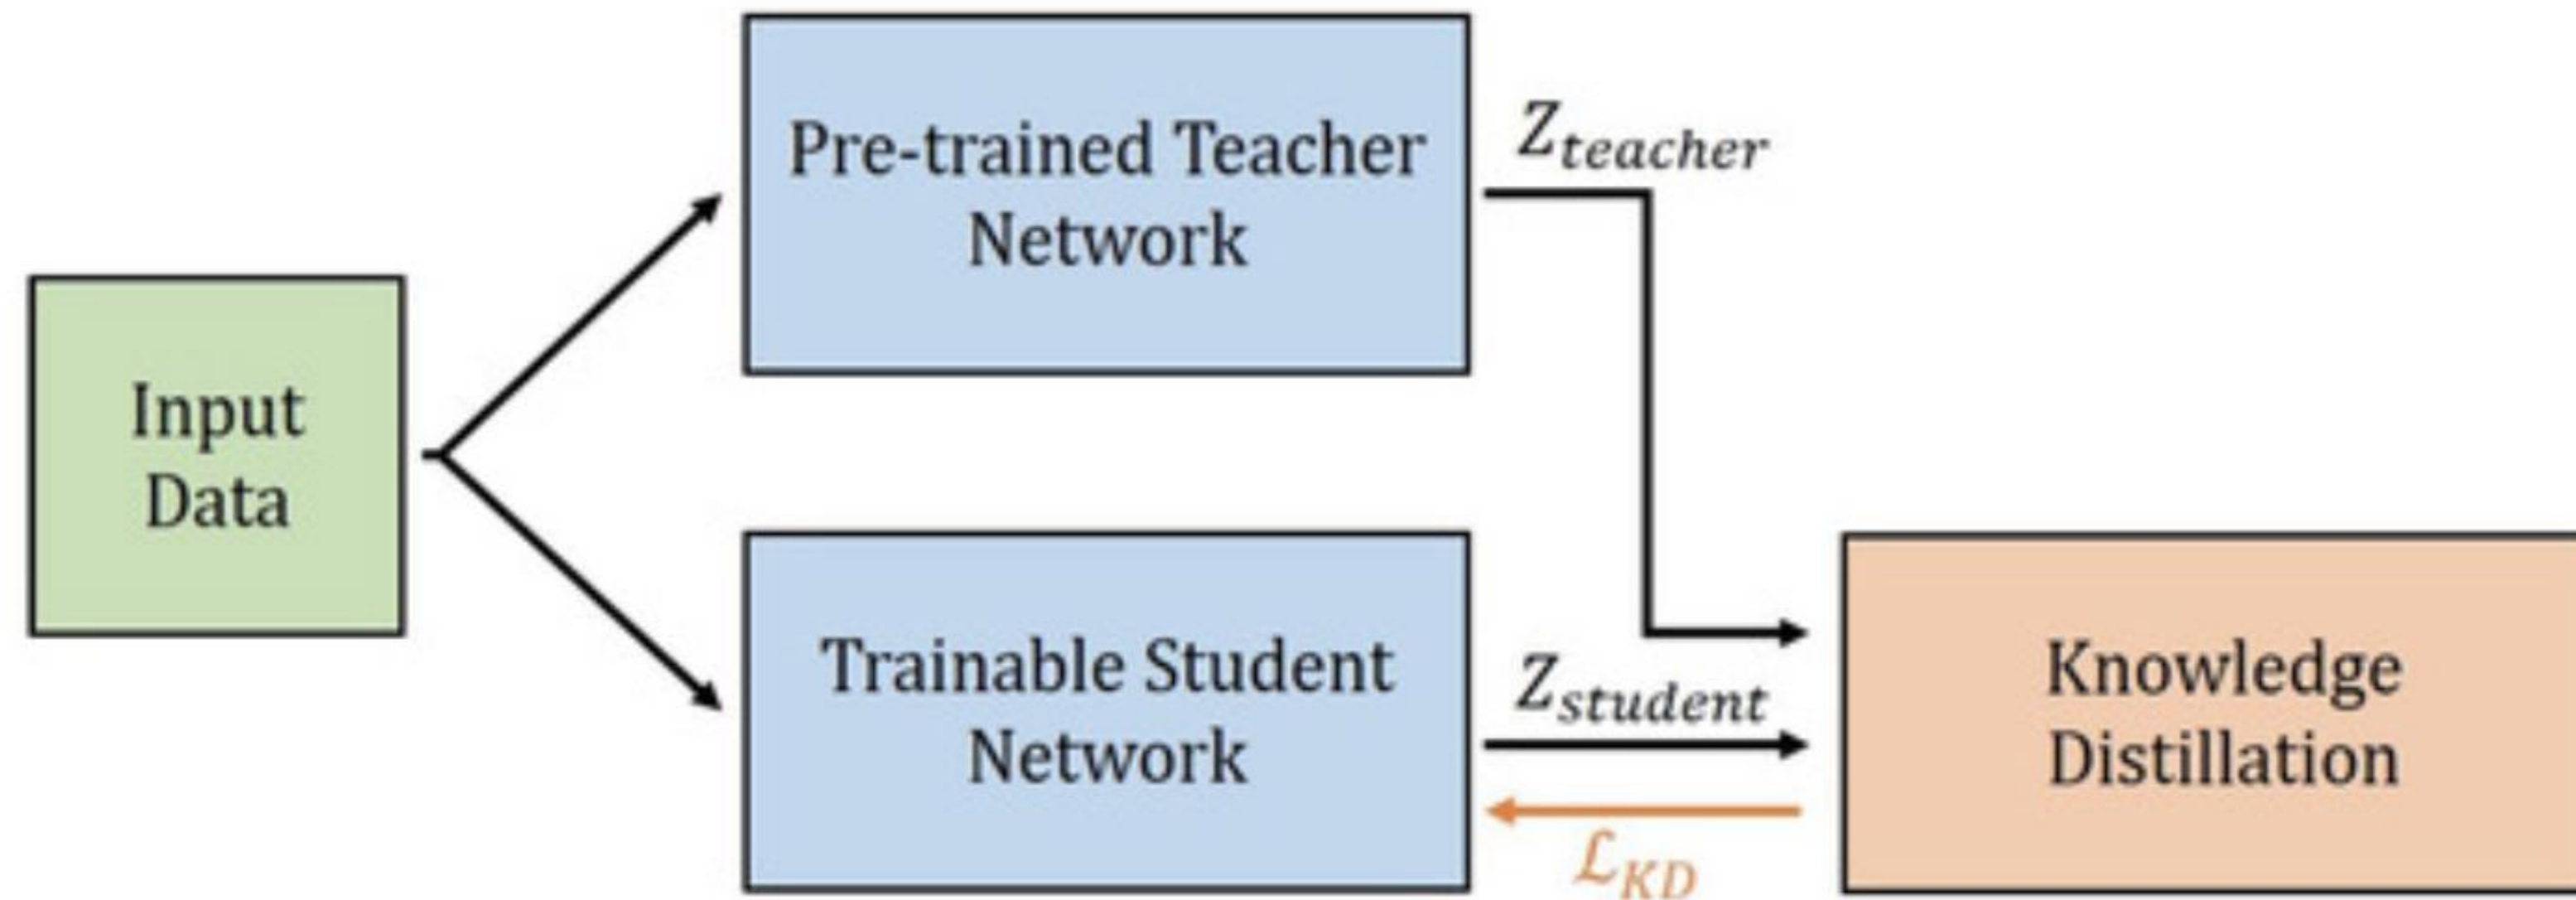 Pre-trained Teacher
Network
Z_teacher
Input
Data
Trainable Student
Network
Z_student
Knowledge
Distillation
ℒ_KD